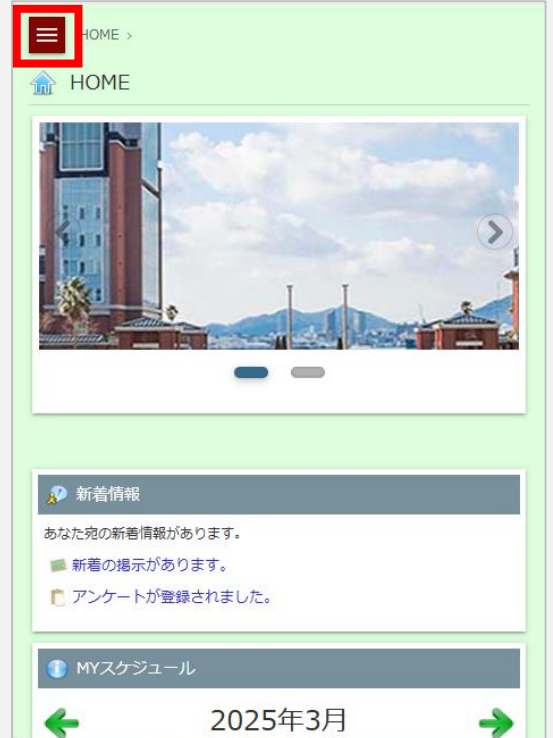 HOME >
HOME
新着情報
あなた宛の新着情報があります。
新着の掲示があります。
アンケートが登録されました。
MYスケジュール
2025年3月